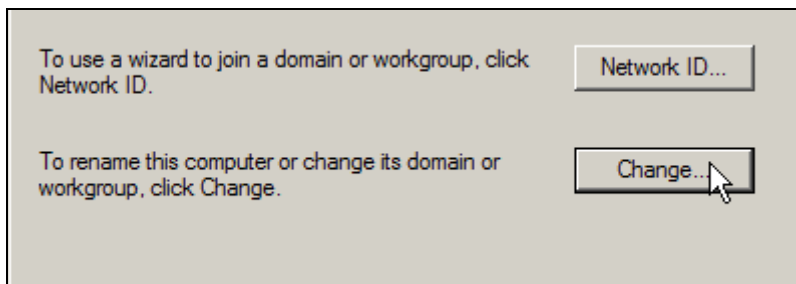 To use a wizard to join a domain or workgroup, click
Network ID.
Network ID...
To rename this computer or change its domain or
workgroup, click Change.
Change...